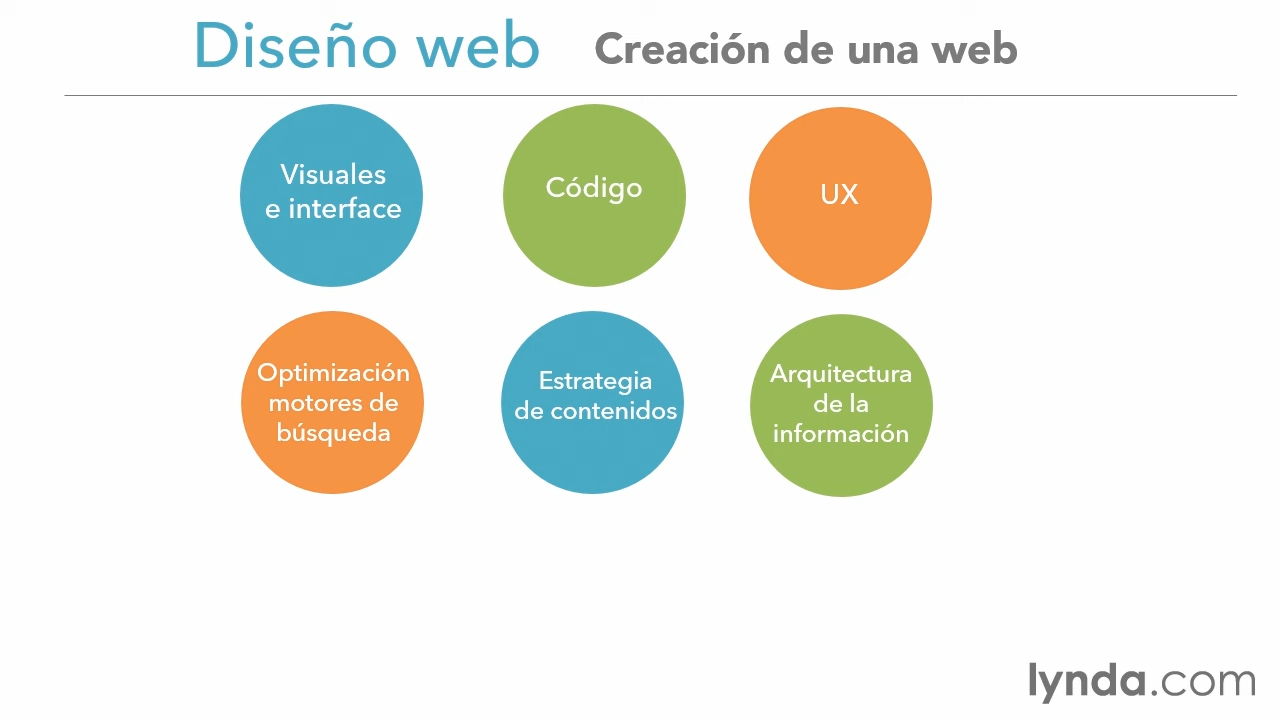 Diseño web Creación de una web
Visuales
e interface
Código
UX
Optimización
motores de
búsqueda
Estrategia
de contenidos
Arquitectura
de la
información
lynda.com